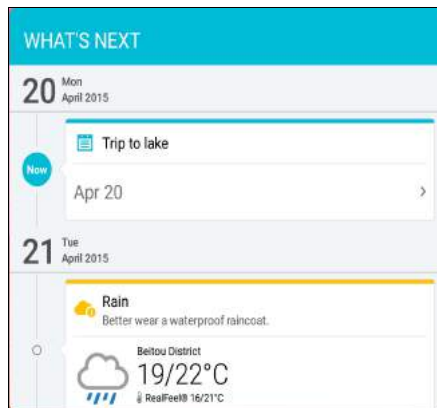 WHAT'S NEXT
20 Mon
April 2015
Trip to lake
Now
Apr 20
21 Tue
April 2015
Rain
Better wear a waterproof raincoat.
Beitou District
19/22°C
RealFeel® 16/21°C